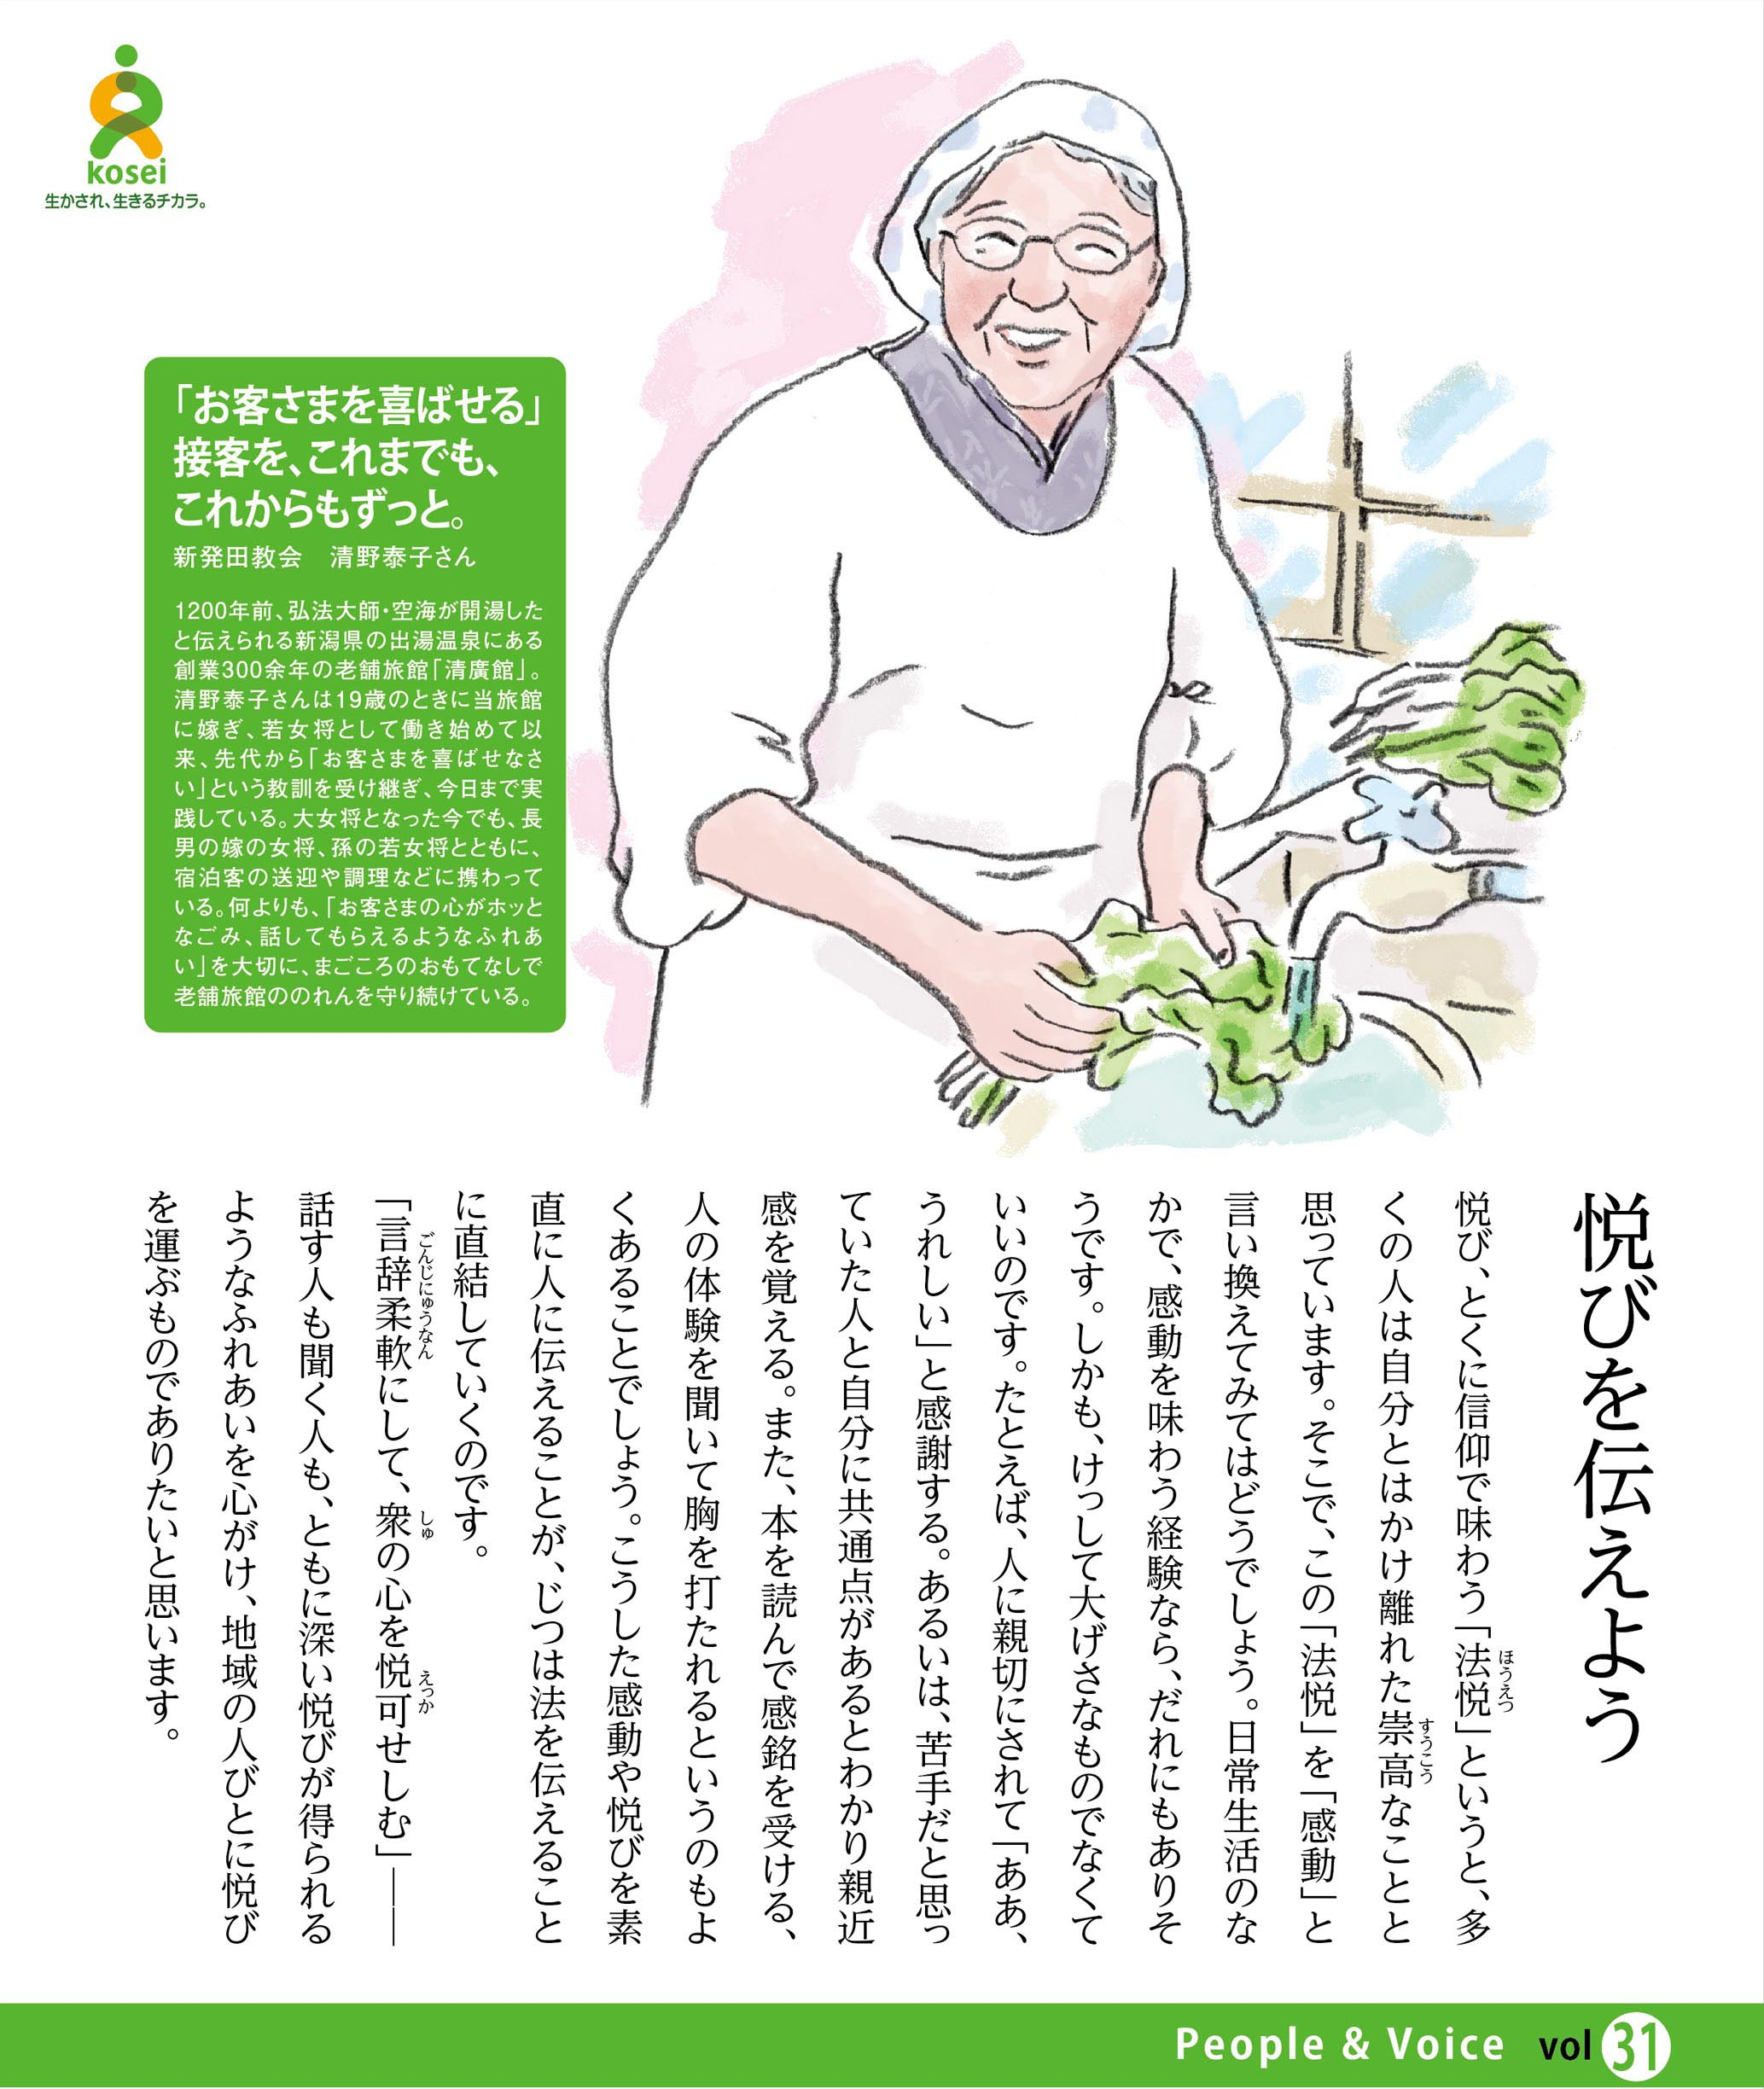 kosei
生かされ、生きるチカラ。
「お客さまを喜ばせる」
接客を、これまでも、
これからもずっと。
新発田教会　清野泰子さん
1200年前、弘法大師・空海が開湯した
と伝えられる新潟県の出湯温泉にある
創業300余年の老舗旅館「清廣館」。
清野泰子さんは19歳のときに当旅館
に嫁ぎ、若女将として働き始めて以
来、先代から「お客さまを喜ばせなさ
い」という教訓を受け継ぎ、今日まで実
践している。大女将となった今でも、長
男の嫁の女将、孫の若女将とともに、
宿泊客の送迎や調理などに携わって
いる。何よりも、「お客さまの心がホッと
なごみ、話してもらえるようなふれあ
い」を大切に、まごころのおもてなしで
老舗旅館ののれんを守り続けている。
悦びを伝えよう
悦び、とくに信仰で味わう「法悦」というと、多
ほうえつ
くの人は自分とはかけ離れた崇高なことと
すうこう
思っています。そこで、この「法悦」を「感動」と
言い換えてみてはどうでしょう。日常生活のな
かで、感動を味わう経験なら、だれにもありそ
うです。しかも、けっして大げさなものでなくて
いいのです。たとえば、人に親切にされて「ああ、
うれしい」と感謝する。あるいは、苦手だと思っ
ていた人と自分に共通点があるとわかり親近
感を覚える。また、本を読んで感銘を受ける、
人の体験を聞いて胸を打たれるというのもよ
くあることでしょう。こうした感動や悦びを素
直に人に伝えることが、じつは法を伝えること
に直結していくのです。
「言辞柔軟にして、衆の心を悦可せしむ」――
ごんじにゅうなん
しゅ
えっか
話す人も聞く人も、ともに深い悦びが得られる
ようなふれあいを心がけ、地域の人びとに悦び
を運ぶものでありたいと思います。
People & Voice vol 31